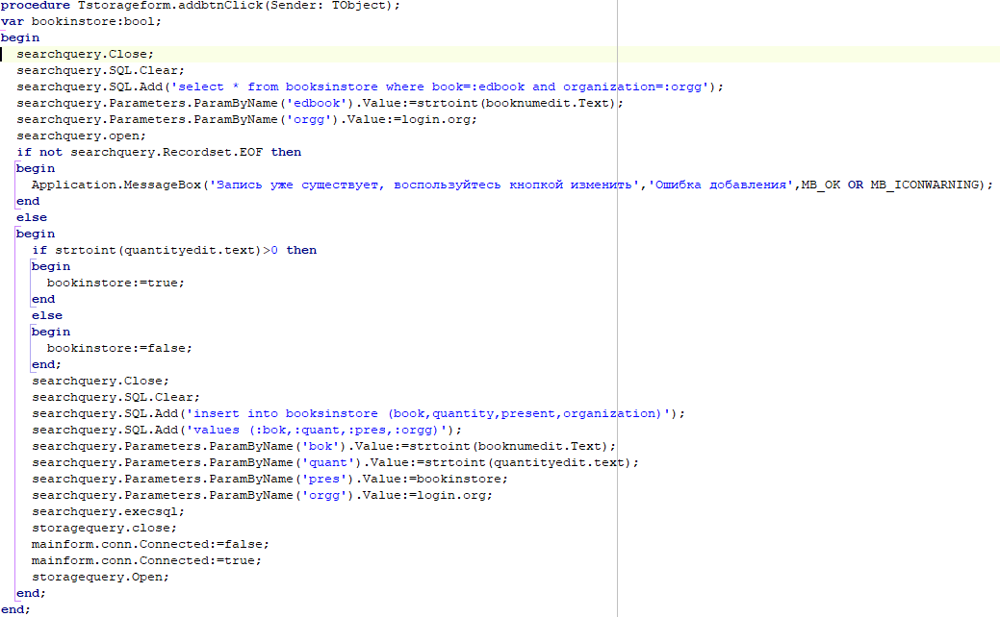 procedure Tstorageform.addbtnClick(Sender: TObject);
var bookinstore:bool;
begin
  searchquery.Close;
  searchquery.SQL.Clear;
  searchquery.SQL.Add('select * from booksinstore where book=:edbook and organization=:orgg');
  searchquery.Parameters.ParamByName('edbook').Value:=strtoint(booknumedit.Text);
  searchquery.Parameters.ParamByName('orgg').Value:=login.org;
  searchquery.open;
  if not searchquery.Recordset.EOF then
  begin
    Application.MessageBox('Запись уже существует, воспользуйтесь кнопкой изменить','Ошибка добавления',MB_OK OR MB_ICONWARNING);
  end
  else
  begin
    if strtoint(quantityedit.text)>0 then
    begin
      bookinstore:=true;
    end
    else
    begin
      bookinstore:=false;
    end;
    searchquery.Close;
    searchquery.SQL.Clear;
    searchquery.SQL.Add('insert into booksinstore (book,quantity,present,organization)');
    searchquery.SQL.Add('values (:bok,:quant,:pres,:orgg)');
    searchquery.Parameters.ParamByName('bok').Value:=strtoint(booknumedit.Text);
    searchquery.Parameters.ParamByName('quant').Value:=strtoint(quantityedit.text);
    searchquery.Parameters.ParamByName('pres').Value:=bookinstore;
    searchquery.Parameters.ParamByName('orgg').Value:=login.org;
    searchquery.execsql;
    storagequery.close;
    mainform.conn.Connected:=false;
    mainform.conn.Connected:=true;
    storagequery.Open;
  end;
end;